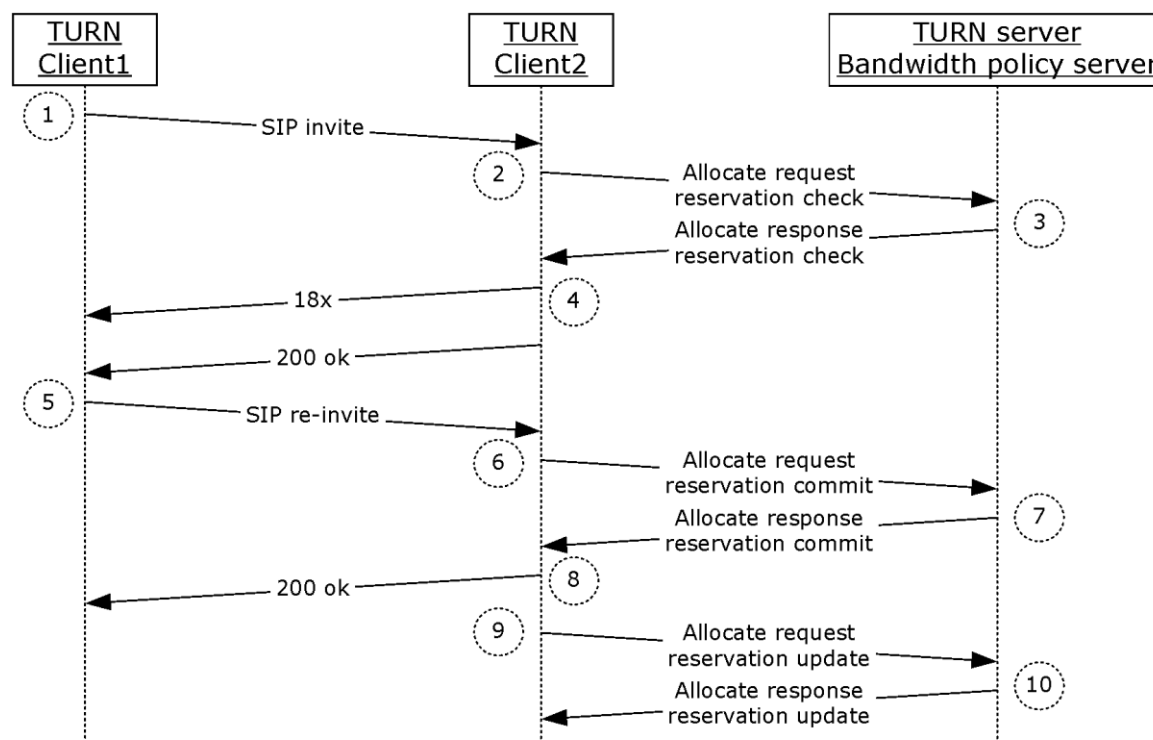 TURN
Client1
TURN
Client2
TURN server
Bandwidth policy server
1
SIP invite
2
Allocate request
reservation check
3
Allocate response
reservation check
18x
4
200 ok
5
SIP re-invite
6
Allocate request
reservation commit
7
Allocate response
reservation commit
200 ok
8
9
Allocate request
reservation update
10
Allocate response
reservation update